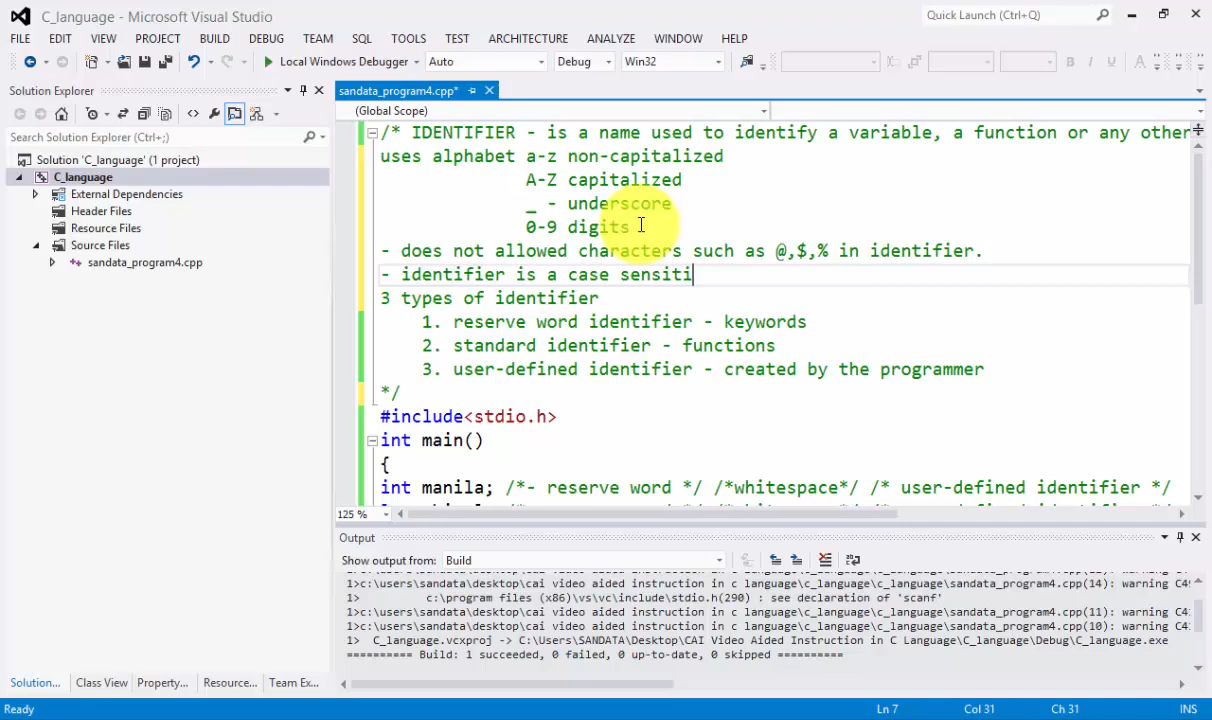 C_language - Microsoft Visual Studio
Quick Launch (Ctrl+Q)
FILE EDIT VIEW PROJECT BUILD DEBUG TEAM SQL TOOLS TEST ARCHITECTURE ANALYZE WINDOW HELP
Local Windows Debugger Auto Debug Win32
Solution Explorer
sandata_program4.cpp*
(Global Scope)
Search Solution Explorer (Ctrl+;)
Solution 'C_language' (1 project)
C_language
External Dependencies
Header Files
Resource Files
Source Files
sandata_program4.cpp
/* IDENTIFIER - is a name used to identify a variable, a function or any other
uses alphabet a-z non-capitalized
A-Z capitalized
_ - underscore
0-9 digits
- does not allowed characters such as @,$,% in identifier.
- identifier is a case sensiti
3 types of identifier
1. reserve word identifier - keywords
2. standard identifier - functions
3. user-defined identifier - created by the programmer
*/
#include<stdio.h>
int main()
{
int manila; /*- reserve word */ /*whitespace*/ /* user-defined identifier */
125 %
Output
Show output from: Build
1>c:\users\sandata\desktop\cai video aided instruction in c language\c_language\sandata_program4.cpp(14): warning C4
1> c:\program files (x86)\vs\vc\include\stdio.h(290) : see declaration of 'scanf'
1>c:\users\sandata\desktop\cai video aided instruction in c language\c_language\sandata_program4.cpp(11): warning C41
1>c:\users\sandata\desktop\cai video aided instruction in c language\c_language\sandata_program4.cpp(10): warning C41
1> C_language.vcxproj -> C:\Users\SANDATA\Desktop\CAI Video Aided Instruction in C Language\C_language\Debug\C_language.exe
========== Build: 1 succeeded, 0 failed, 0 up-to-date, 0 skipped ==========
Solution... Class View Property... Resource... Team Ex...
Ready Ln 7 Col 31 Ch 31 INS